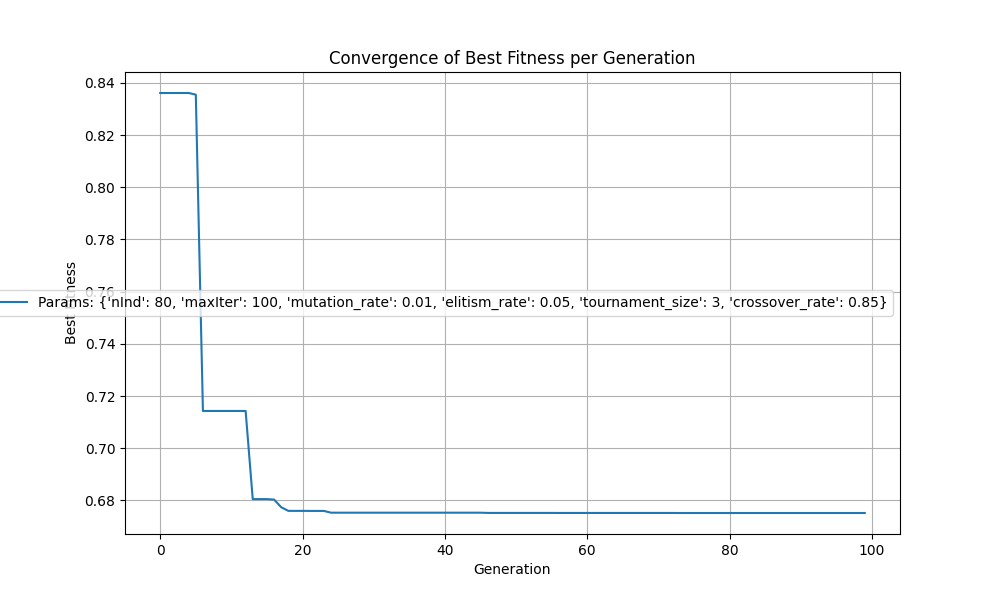 Convergence of Best Fitness per Generation
0.84
0.82
0.80
0.78
0.76
Params: {'nInd': 80, 'maxIter': 100, 'mutation_rate': 0.01, 'elitism_rate': 0.05, 'tournament_size': 3, 'crossover_rate': 0.85}
Best Fitness
0.74
0.72
0.70
0.68
0 20 40 60 80 100
Generation